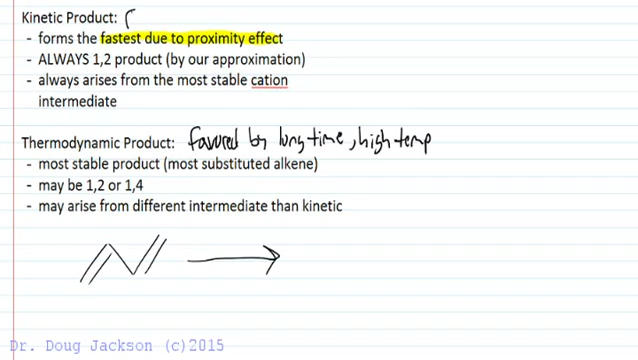 Kinetic Product:
- forms the fastest due to proximity effect
- ALWAYS 1,2 product (by our approximation)
- always arises from the most stable cation
intermediate
Thermodynamic Product: favored by long time, high temp
- most stable product (most substituted alkene)
- may be 1,2 or 1,4
- may arise from different intermediate than kinetic
Dr. Doug Jackson (c)2015